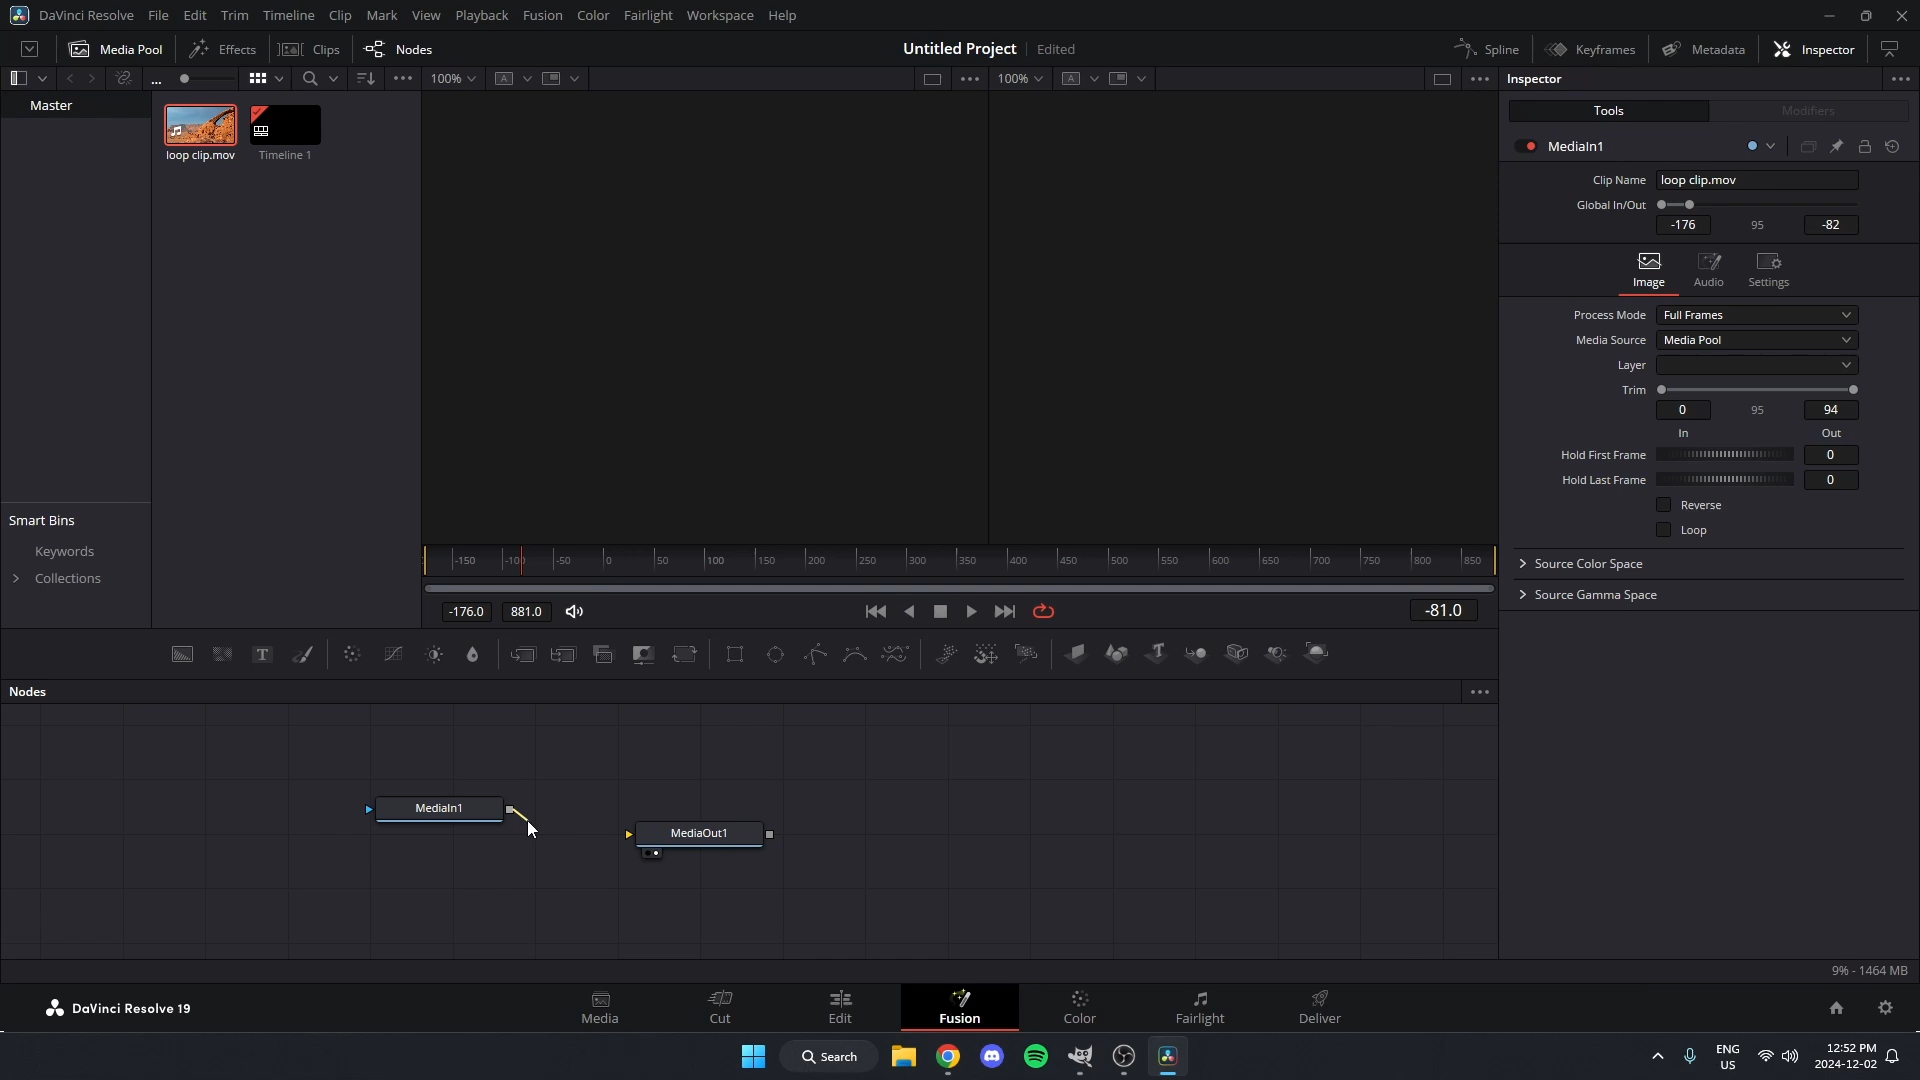 DaVinci Resolve File Edit Trim Timeline Clip Mark View Playback Fusion Color Fairlight Workspace Help
Media Pool Effects Clips Nodes Untitled Project Edited Spline Keyframes Metadata Inspector
... 100% A 100% A Inspector
Master
loop clip.mov Timeline 1
Tools Modifiers
MediaIn1
Clip Name loop clip.mov
Global In/Out
-176 95 -82
Image Audio Settings
Process Mode Full Frames
Media Source Media Pool
Layer
Trim
0 95 94
In Out
Hold First Frame 0
Hold Last Frame 0
Reverse
Loop
Source Color Space
Source Gamma Space
Smart Bins
Keywords
Collections
-150 -100 -50 0 50 100 150 200 250 300 350 400 450 500 550 600 650 700 750 800 850
-176.0 881.0 -81.0
Nodes
MediaIn1
MediaOut1
9% - 1464 MB
DaVinci Resolve 19
Media Cut Edit Fusion Color Fairlight Deliver
Search
ENG
US
12:52 PM
2024-12-02